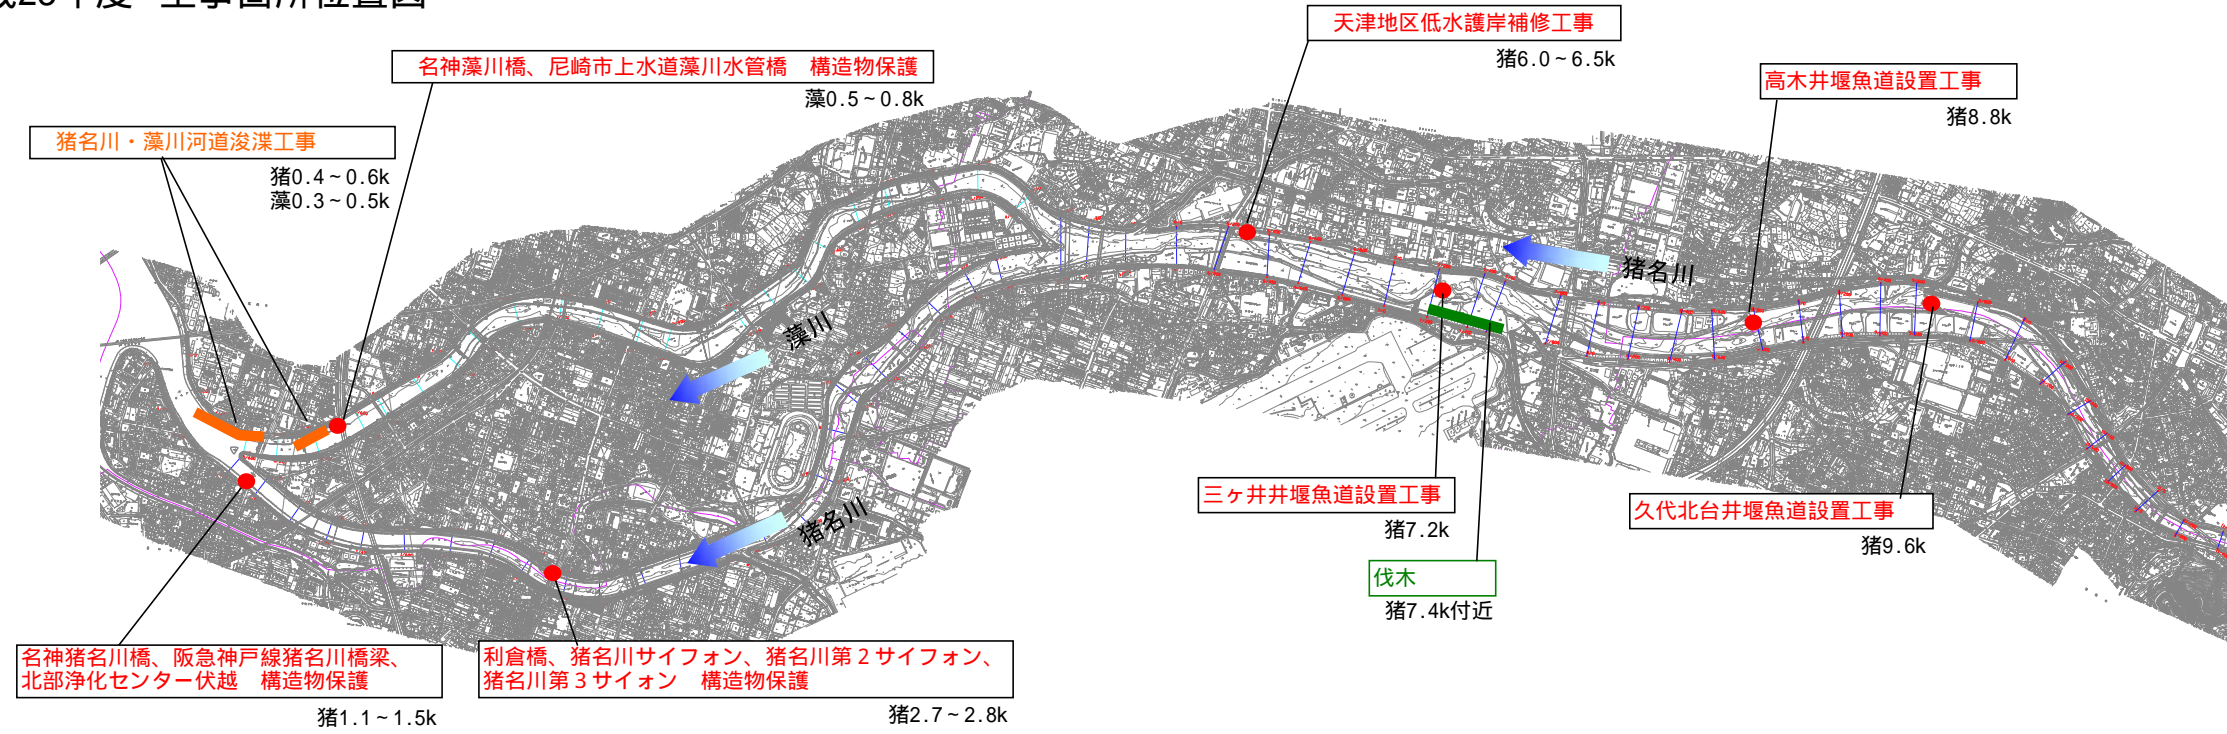 天津地区低水護岸補修工事
猪6.0~6.5k
名神藻川橋、尼崎市上水道藻川水管橋　構造物保護
藻0.5~0.8k
高木井堰魚道設置工事
猪8.8k
猪名川・藻川河道浚渫工事
猪0.4~0.6k
藻0.3~0.5k
猪名川
藻川
猪名川
三ヶ井井堰魚道設置工事
猪7.2k
久代北台井堰魚道設置工事
猪9.6k
伐木
猪7.4k付近
名神猪名川橋、阪急神戸線猪名川橋梁、
北部浄化センター伏越　構造物保護
猪1.1~1.5k
利倉橋、猪名川サイフォン、猪名川第２サイフォン、
猪名川第３サイォン　構造物保護
猪2.7~2.8k